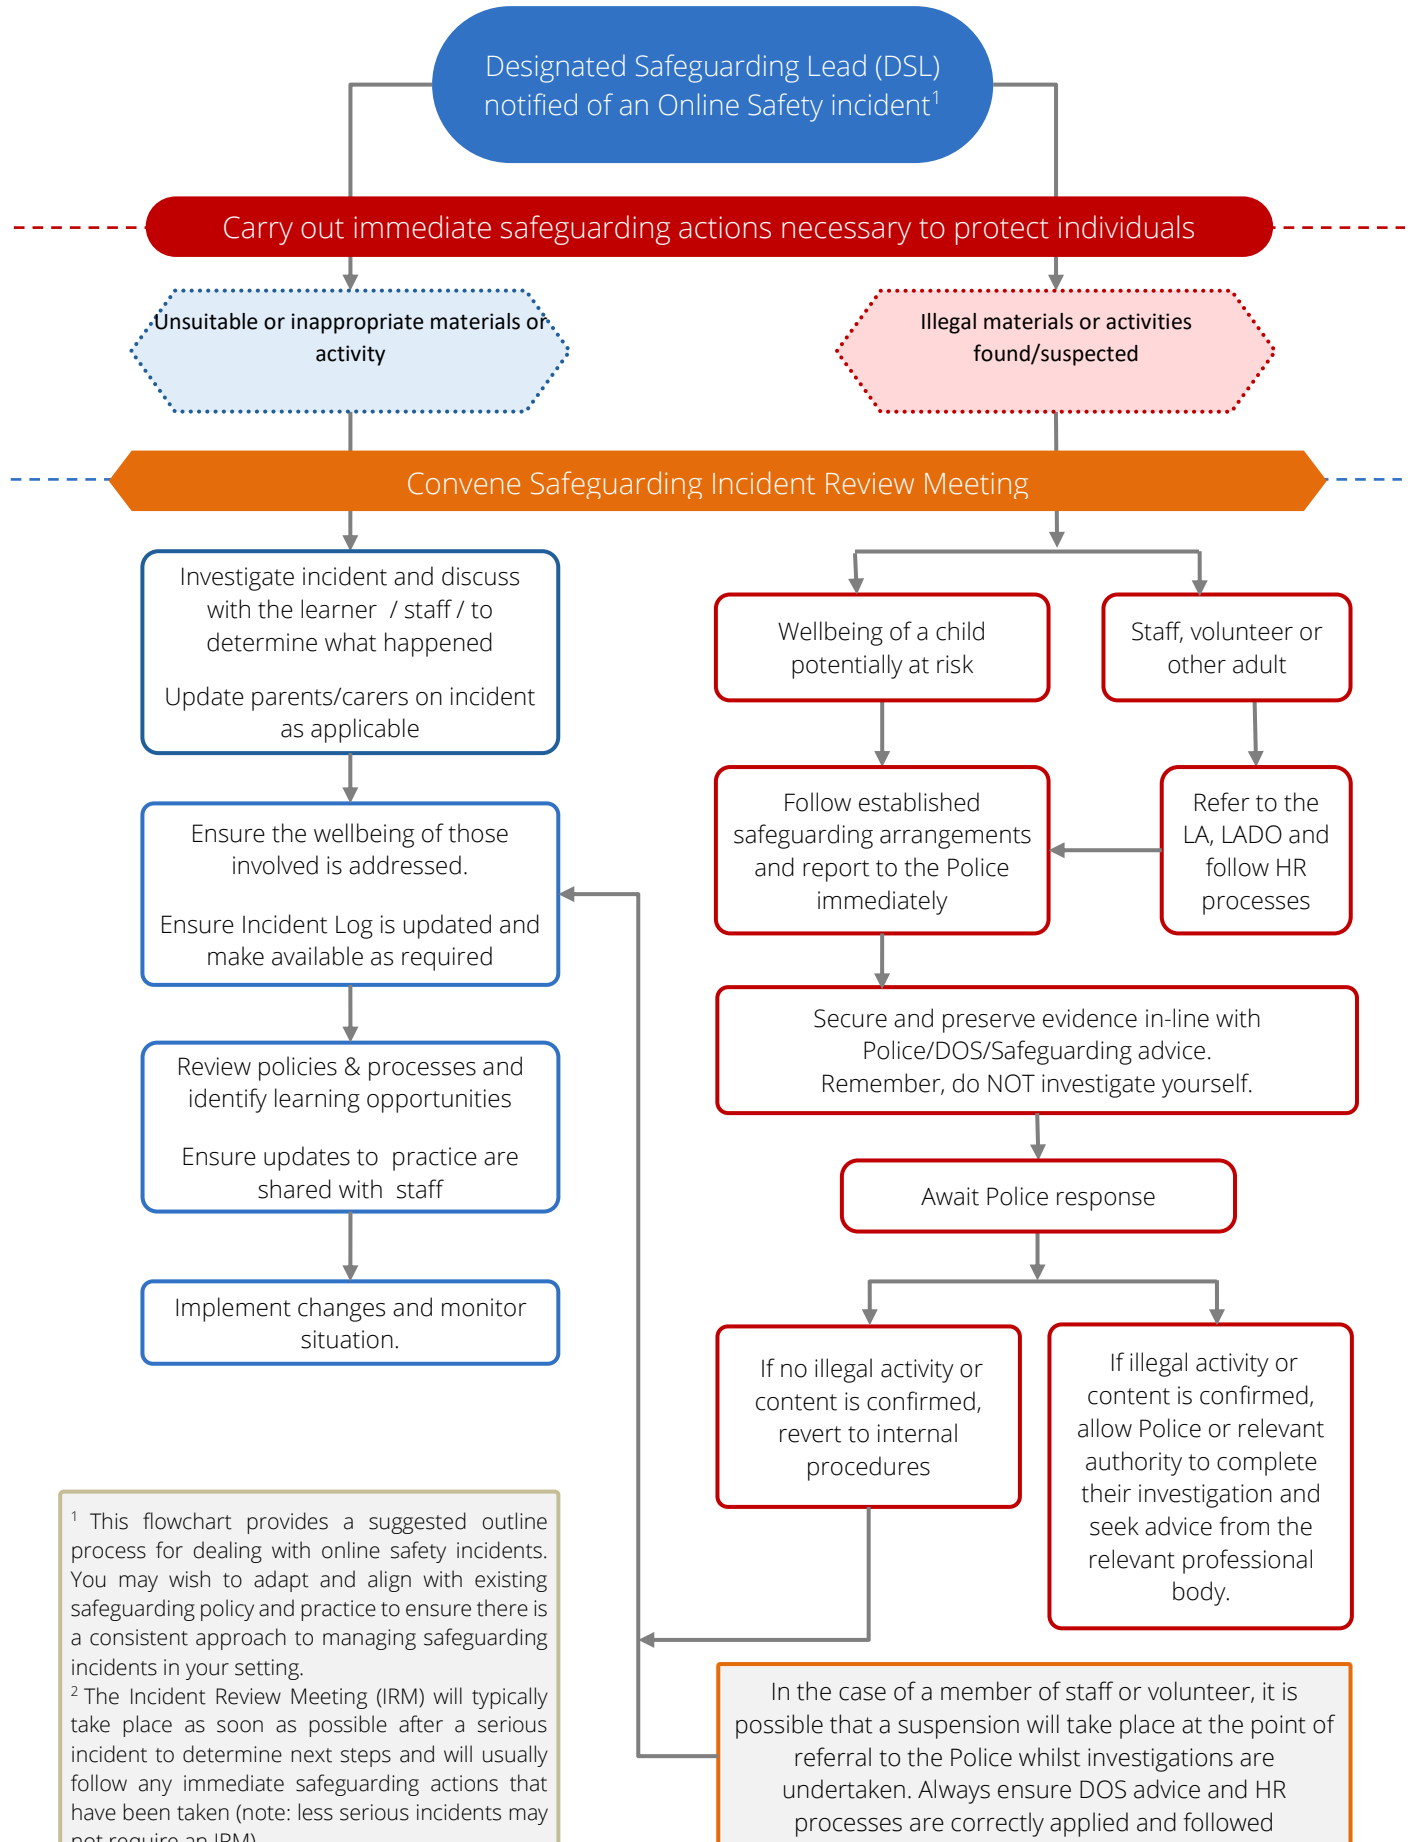 Designated Safeguarding Lead (DSL)
notified of an Online Safety incident1
Carry out immediate safeguarding actions necessary to protect individuals
Unsuitable or inappropriate materials or
activity
Illegal materials or activities
found/suspected
Convene Safeguarding Incident Review Meeting
Investigate incident and discuss
with the learner / staff / to
determine what happened
Update parents/carers on incident
as applicable
Ensure the wellbeing of those
involved is addressed.
Ensure Incident Log is updated and
make available as required
Review policies & processes and
identify learning opportunities
Ensure updates to practice are
shared with staff
Implement changes and monitor
situation.
Wellbeing of a child
potentially at risk
Staff, volunteer or
other adult
Follow established
safeguarding arrangements
and report to the Police
immediately
Refer to the
LA, LADO and
follow HR
processes
Secure and preserve evidence in-line with
Police/DOS/Safeguarding advice.
Remember, do NOT investigate yourself.
Await Police response
If no illegal activity or
content is confirmed,
revert to internal
procedures
If illegal activity or
content is confirmed,
allow Police or relevant
authority to complete
their investigation and
seek advice from the
relevant professional
body.
1 This flowchart provides a suggested outline
process for dealing with online safety incidents.
You may wish to adapt and align with existing
safeguarding policy and practice to ensure there is
a consistent approach to managing safeguarding
incidents in your setting.
2 The Incident Review Meeting (IRM) will typically
take place as soon as possible after a serious
incident to determine next steps and will usually
follow any immediate safeguarding actions that
have been taken (note: less serious incidents may
not require an IRM)
In the case of a member of staff or volunteer, it is
possible that a suspension will take place at the point of
referral to the Police whilst investigations are
undertaken. Always ensure DOS advice and HR
processes are correctly applied and followed